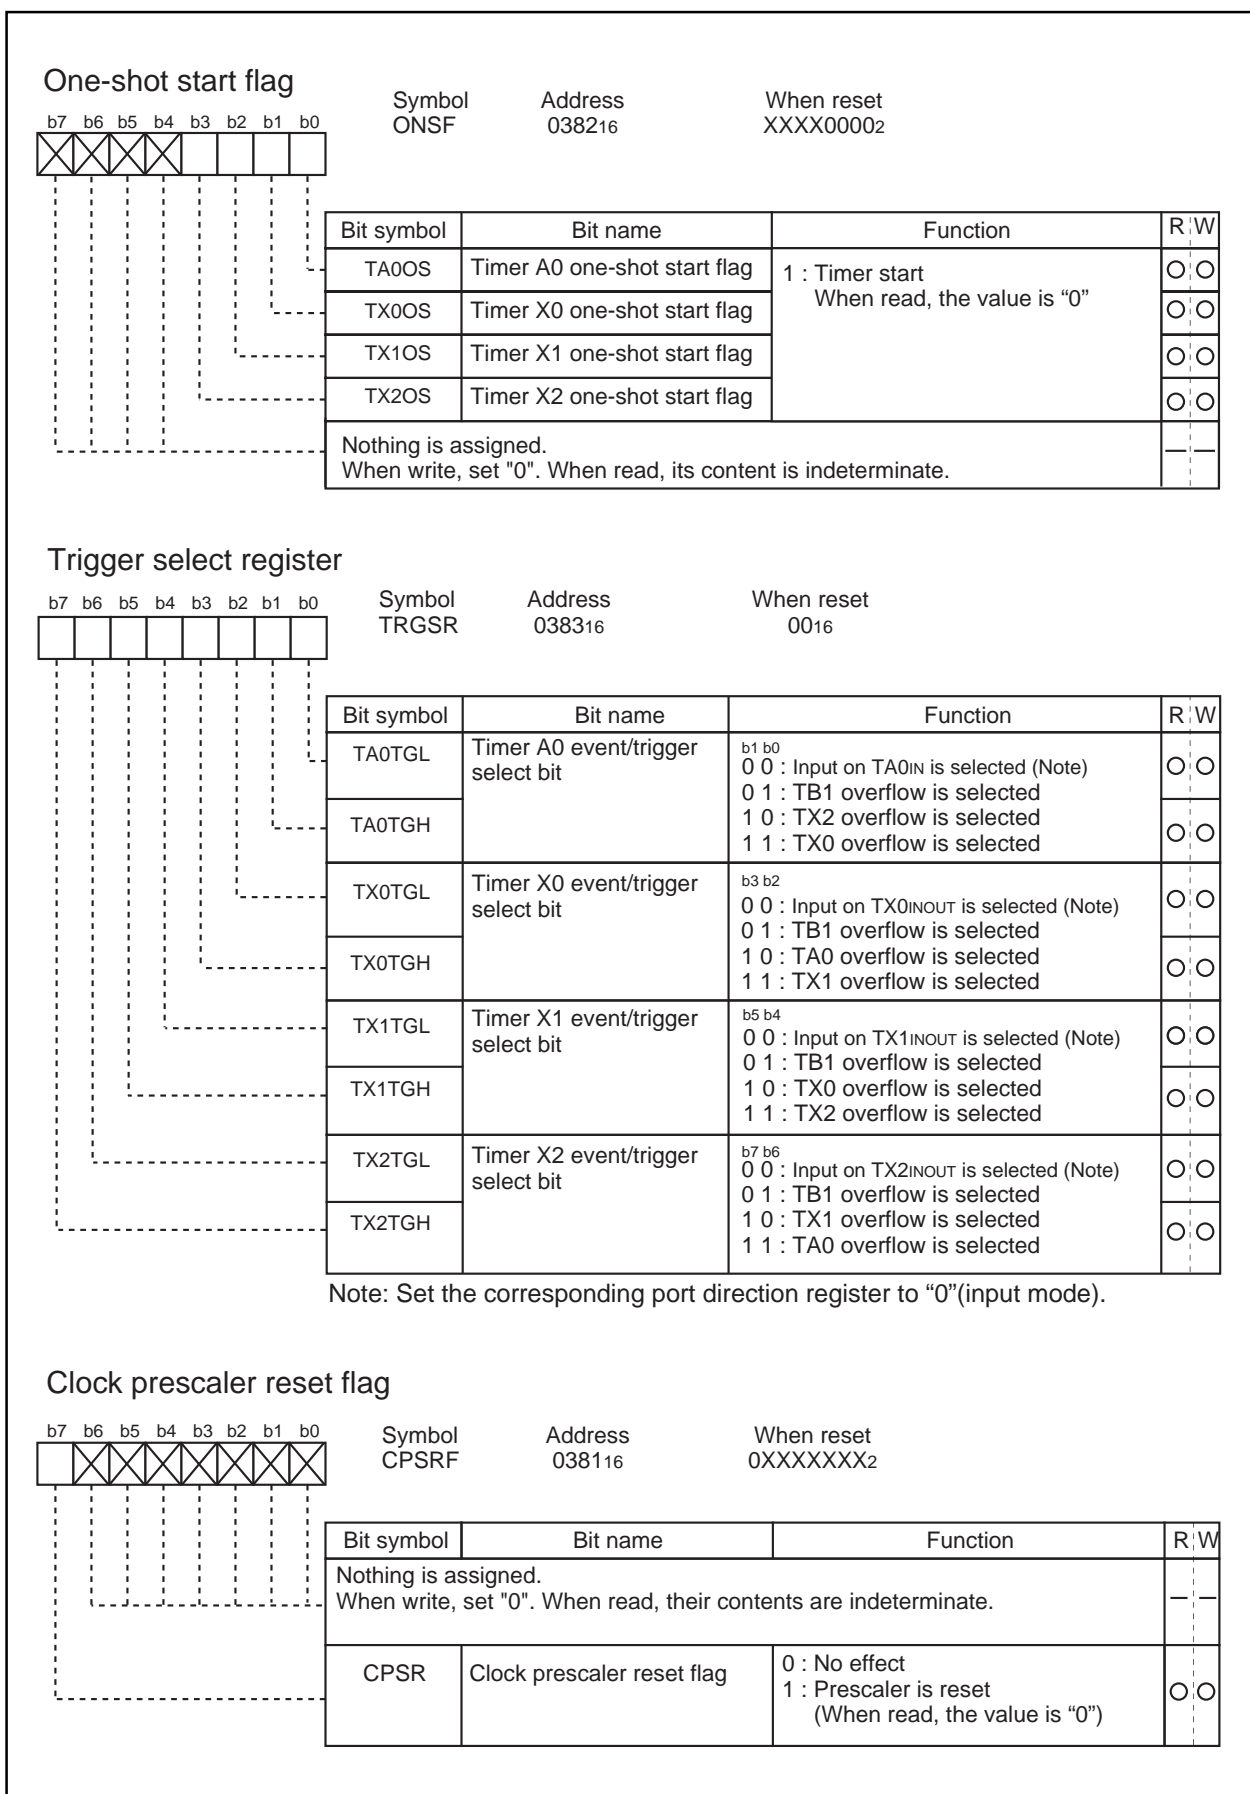 One-shot start flag
Symbol Address When reset
b7 b6 b5 b4 b3 b2 b1 b0
ONSF 038216 XXXX00002
Bit symbol Bit name Function R W
TA0OS Timer A0 one-shot start flag 1 : Timer start
When read, the value is “0”
TX0OS Timer X0 one-shot start flag
TX1OS Timer X1 one-shot start flag
TX2OS Timer X2 one-shot start flag
Nothing is assigned.
When write, set "0". When read, its content is indeterminate.
Trigger select register
b7 b6 b5 b4 b3 b2 b1 b0
Symbol Address When reset
TRGSR 038316 0016
Bit symbol Bit name Function R W
TA0TGL Timer A0 event/trigger select bit
b1 b0
0 0 : Input on TA0IN is selected (Note)
0 1 : TB1 overflow is selected
TA0TGH
1 0 : TX2 overflow is selected
1 1 : TX0 overflow is selected
TX0TGL Timer X0 event/trigger select bit
b3 b2
0 0 : Input on TX0INOUT is selected (Note)
0 1 : TB1 overflow is selected
TX0TGH
1 0 : TA0 overflow is selected
1 1 : TX1 overflow is selected
TX1TGL Timer X1 event/trigger select bit
b5 b4
0 0 : Input on TX1INOUT is selected (Note)
0 1 : TB1 overflow is selected
TX1TGH
1 0 : TX0 overflow is selected
1 1 : TX2 overflow is selected
TX2TGL Timer X2 event/trigger select bit
b7 b6
0 0 : Input on TX2INOUT is selected (Note)
0 1 : TB1 overflow is selected
TX2TGH
1 0 : TX1 overflow is selected
1 1 : TA0 overflow is selected
Note: Set the corresponding port direction register to “0”(input mode).
Clock prescaler reset flag
b7 b6 b5 b4 b3 b2 b1 b0
Symbol Address When reset
CPSRF 038116 0XXXXXXX2
Bit symbol Bit name Function R W
Nothing is assigned.
When write, set "0". When read, their contents are indeterminate.
CPSR Clock prescaler reset flag
0 : No effect
1 : Prescaler is reset
(When read, the value is “0”)